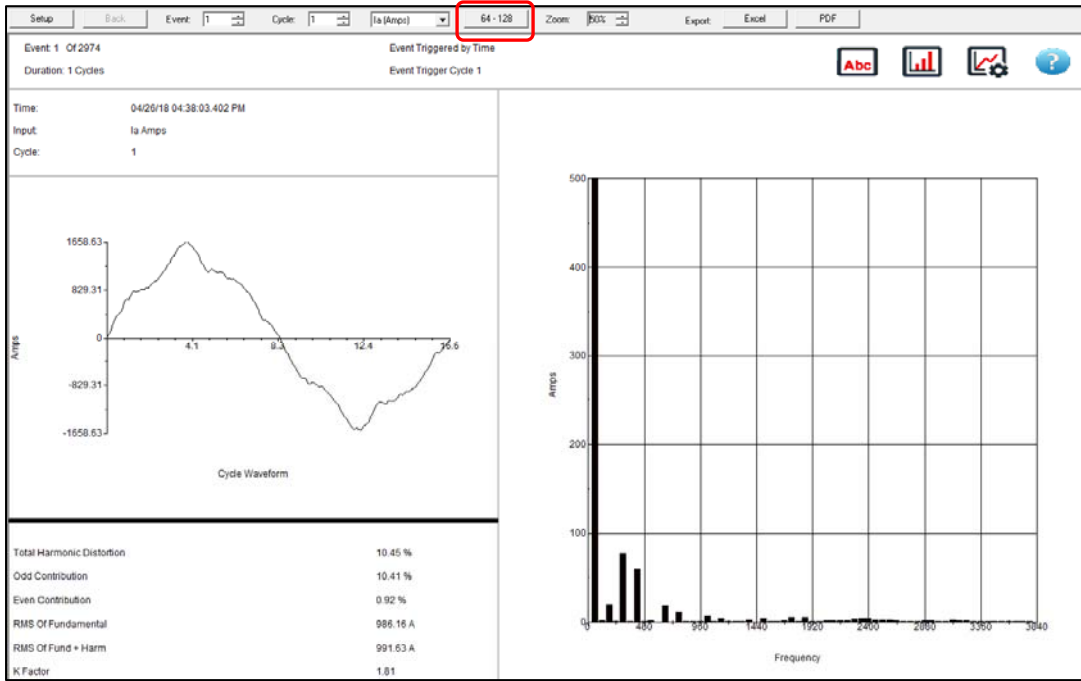 Setup Back Event: 1 Cycle: 1 Ia (Amps) 64 - 128 Zoom: 50% Export: Excel PDF
Event: 1 Of 2974 Event Triggered by Time
Duration: 1 Cycles Event Trigger Cycle 1
Abc ?
Time: 04/26/18 04:38:03.402 PM
Input: Ia Amps
Cycle: 1
1658.63
829.31
0
-829.31
-1658.63
Amps
4.1 8.3 12.4 16.6
Cycle Waveform
Total Harmonic Distortion 10.45 %
Odd Contribution 10.41 %
Even Contribution 0.92 %
RMS Of Fundamental 986.16 A
RMS Of Fund + Harm 991.63 A
K Factor 1.81
500
400
300
200
100
0
Amps
0 480 960 1440 1920 2400 2880 3360 3840
Frequency